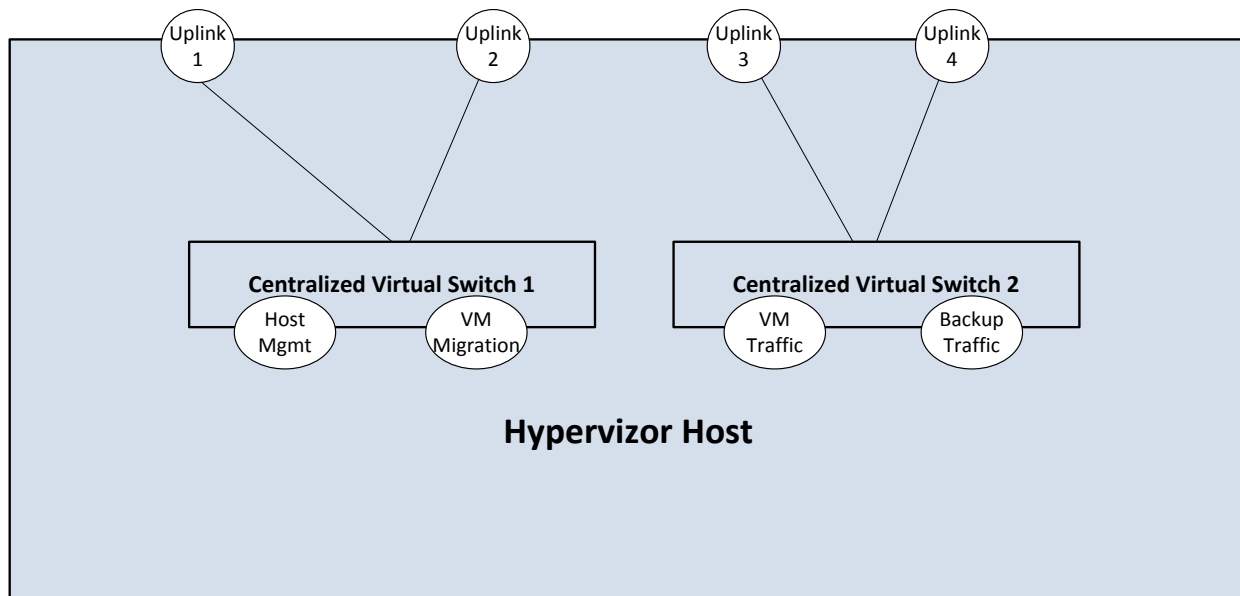 Uplink
1
Uplink
2
Uplink
3
Uplink
4
Centralized Virtual Switch 1
Centralized Virtual Switch 2
Host
Mgmt
VM
Migration
VM
Traffic
Backup
Traffic
Hypervizor Host